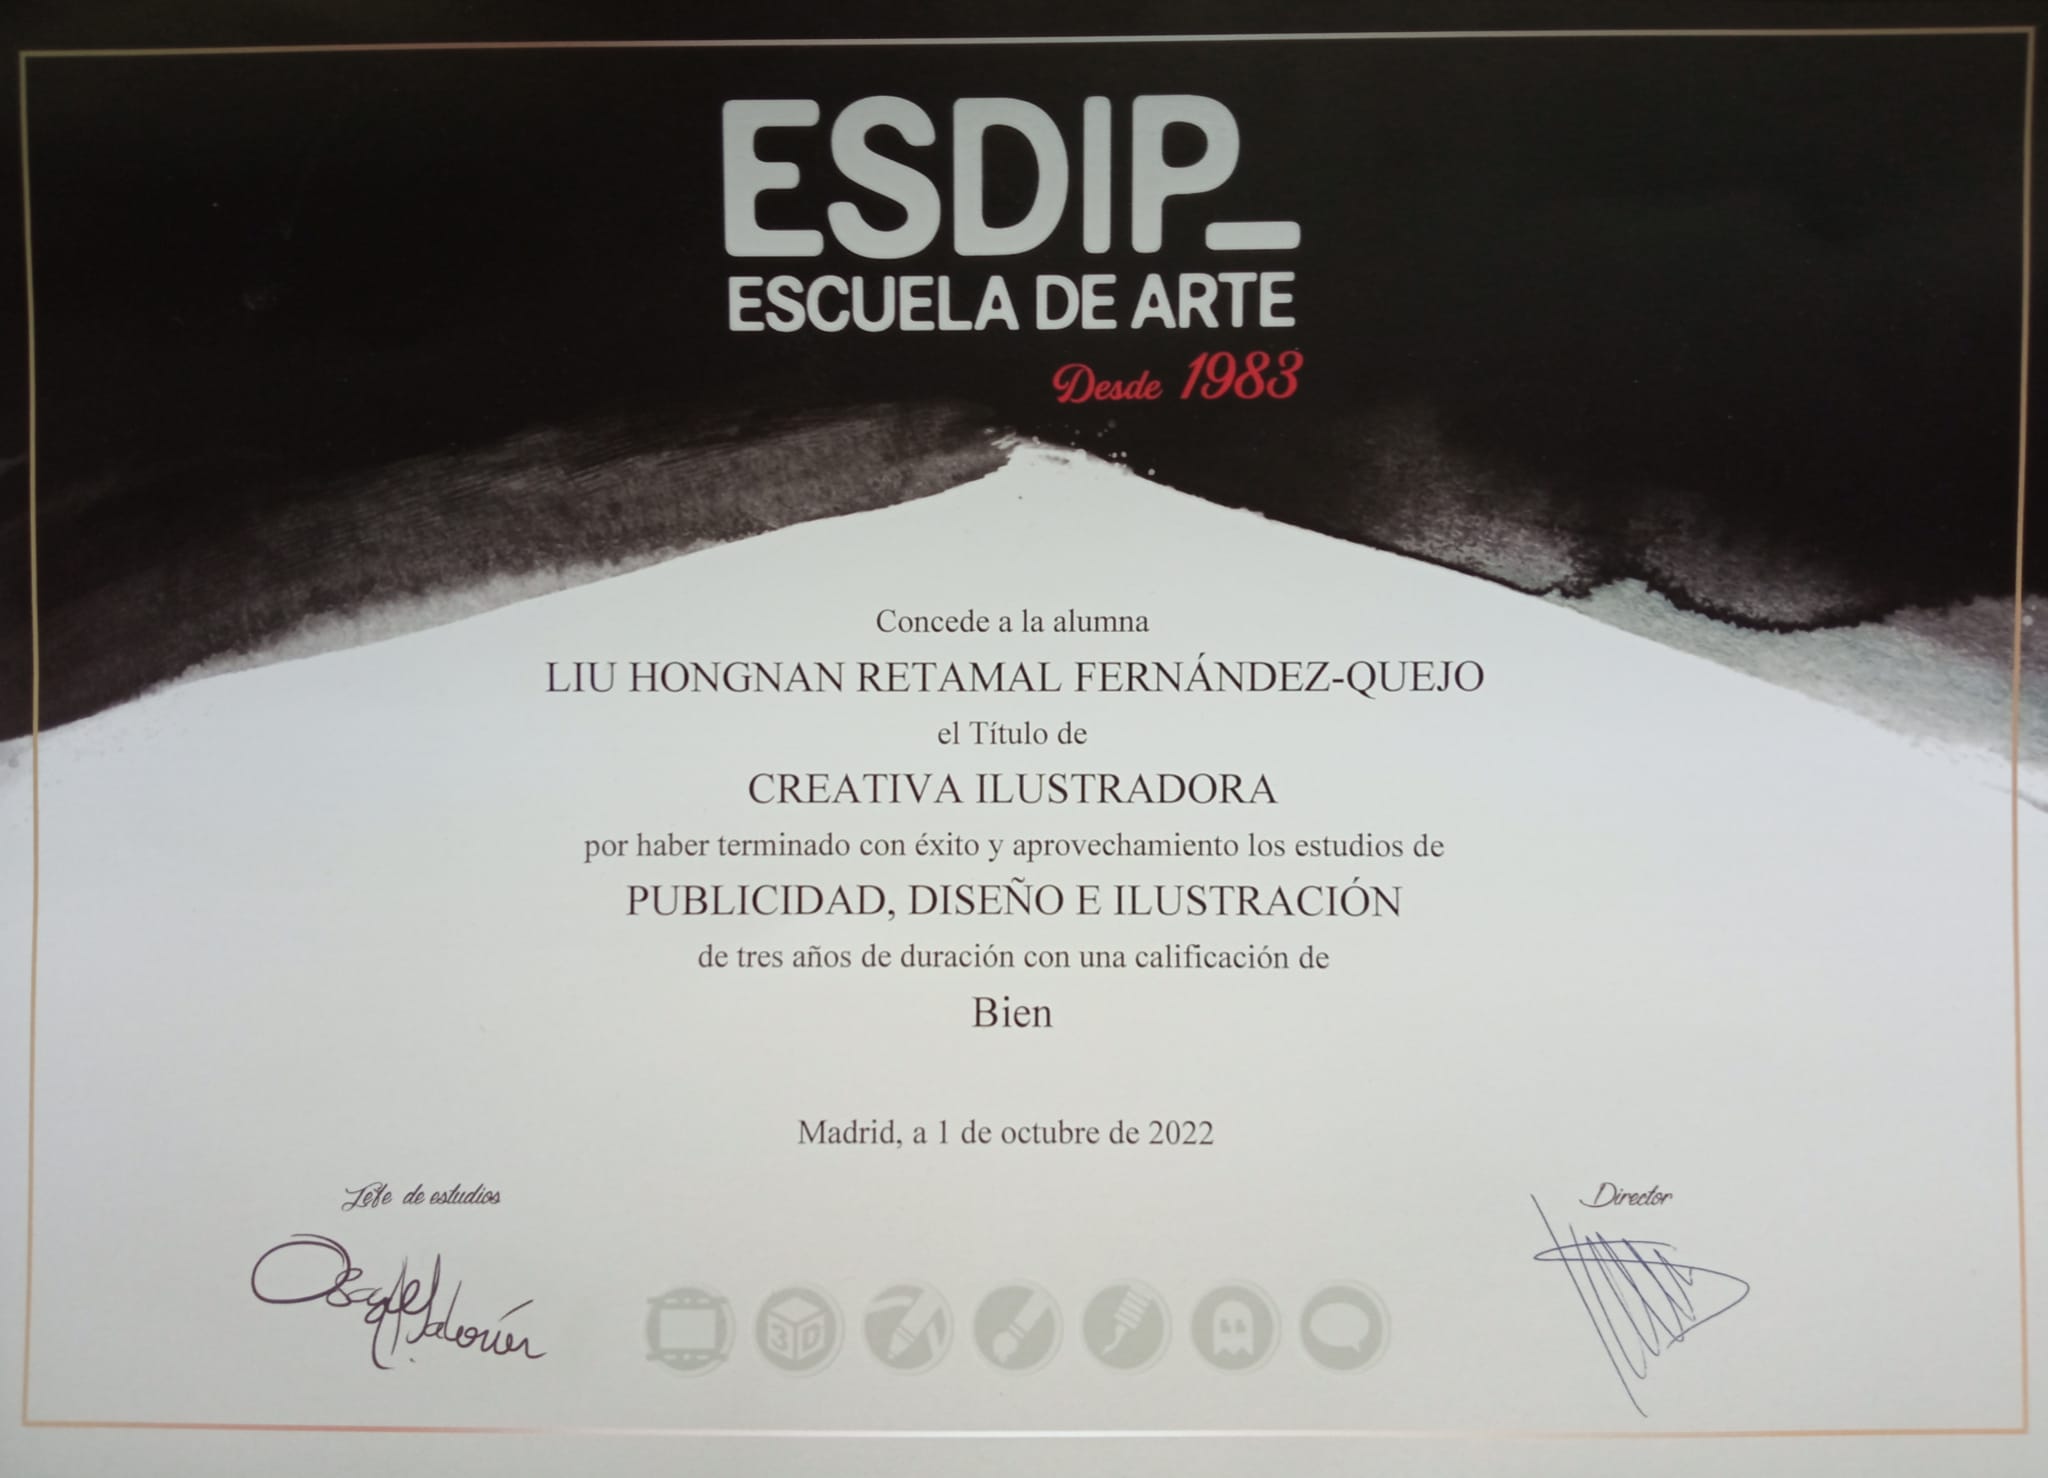 ESDIP_
ESCUELA DE ARTE
Desde 1983
Concede a la alumna
LIU HONGNAN RETAMAL FERNÁNDEZ-QUEJO
el Título de
CREATIVA ILUSTRADORA
por haber terminado con éxito y aprovechamiento los estudios de
PUBLICIDAD, DISEÑO E ILUSTRACIÓN
de tres años de duración con una calificación de
Bien
Madrid, a 1 de octubre de 2022
Jefe de estudios
Director
3D